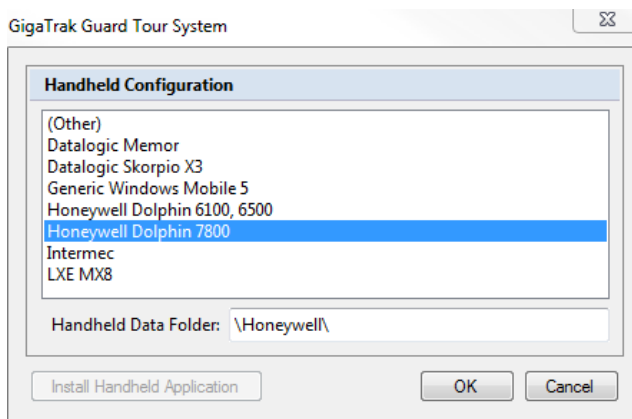 GigaTrak Guard Tour System
Handheld Configuration
(Other)
Datalogic Memor
Datalogic Skorpio X3
Generic Windows Mobile 5
Honeywell Dolphin 6100, 6500
Honeywell Dolphin 7800
Intermec
LXE MX8
Handheld Data Folder: \Honeywell\
Install Handheld Application OK Cancel